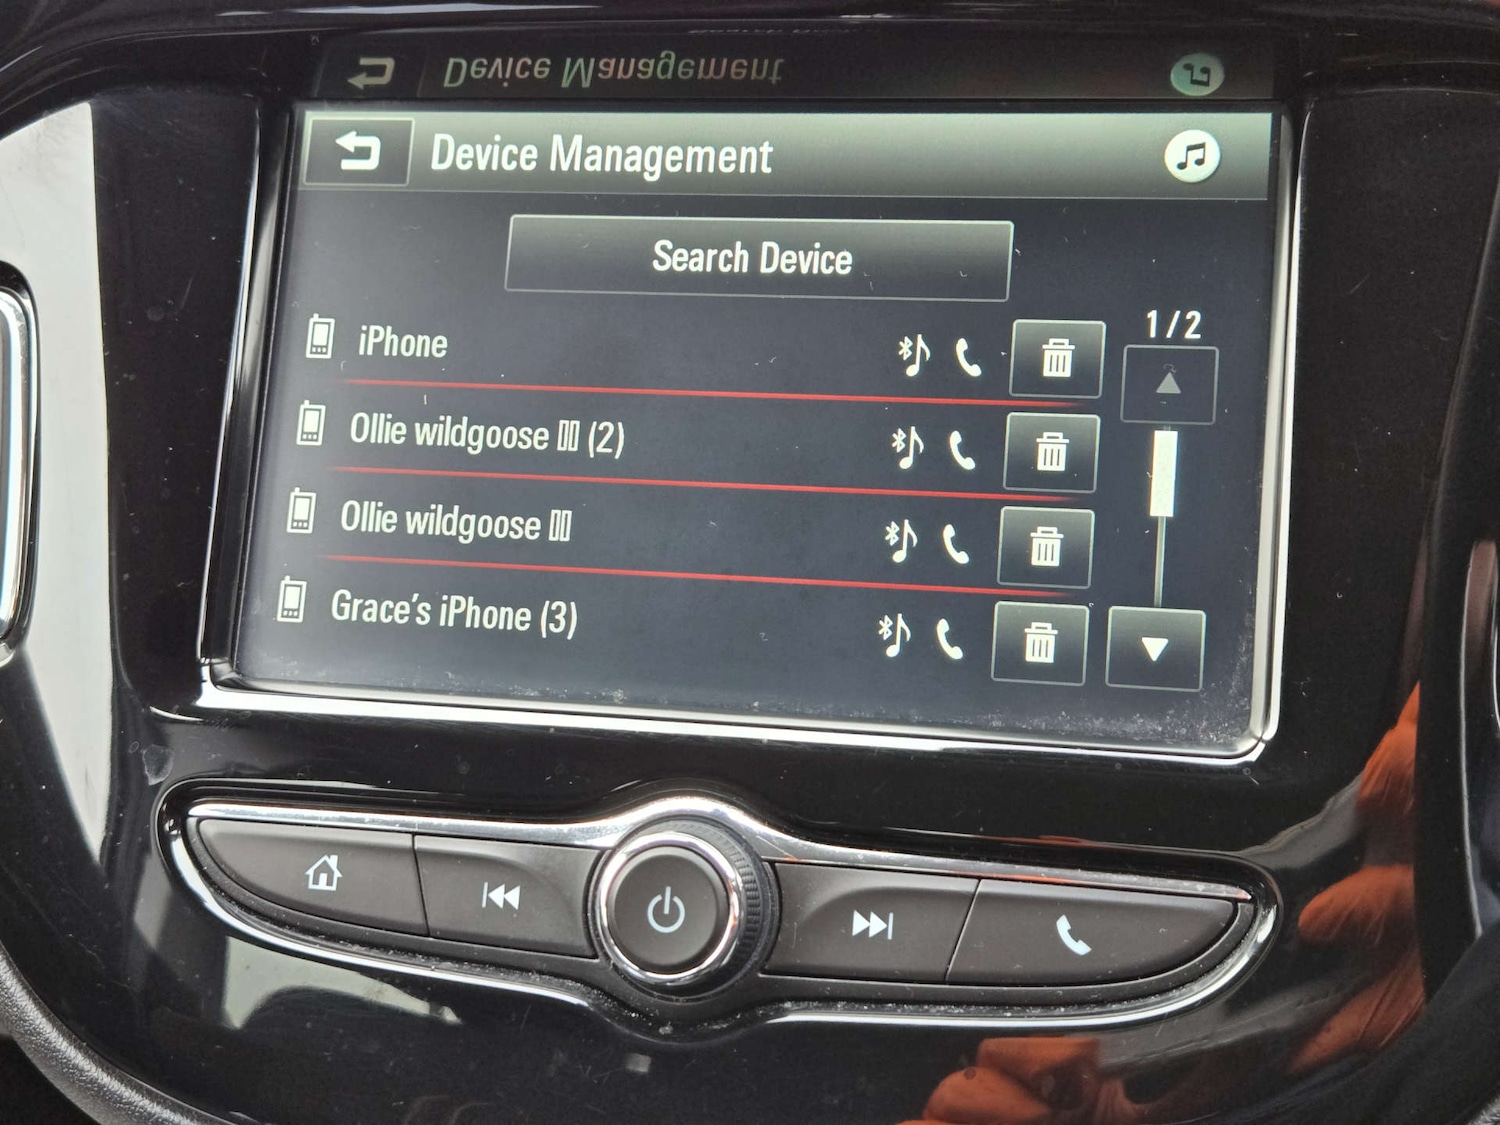 Device Management
Search Device
1/2
iPhone
Ollie wildgoose ▯▯ (2)
Ollie wildgoose ▯▯
Grace's iPhone (3)